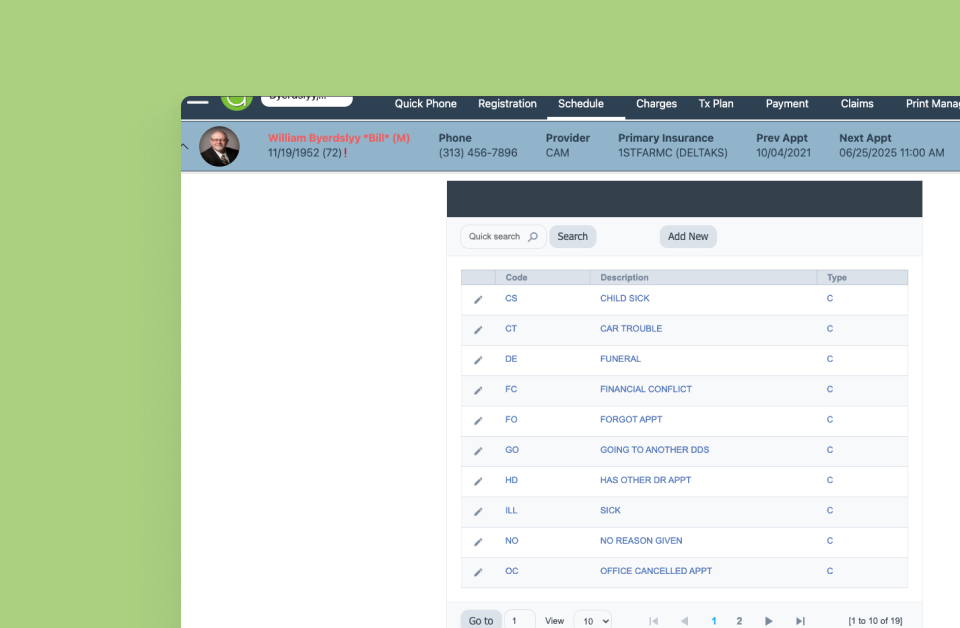 Quick Phone Registration Schedule Charges Tx Plan Payment Claims Print Mana
William Byerdslyy *Bill* (M) Phone Provider Primary Insurance Prev Appt Next Appt
11/19/1952 (72) ! (313) 456-7896 CAM 1STFARMC (DELTAKS) 10/04/2021 06/25/2025 11:00 AM
Quick search Search Add New
Code Description Type
CS CHILD SICK C
CT CAR TROUBLE C
DE FUNERAL C
FC FINANCIAL CONFLICT C
FO FORGOT APPT C
GO GOING TO ANOTHER DDS C
HD HAS OTHER DR APPT C
ILL SICK C
NO NO REASON GIVEN C
OC OFFICE CANCELLED APPT C
Go to 1 View 10 1 2 [1 to 10 of 19]